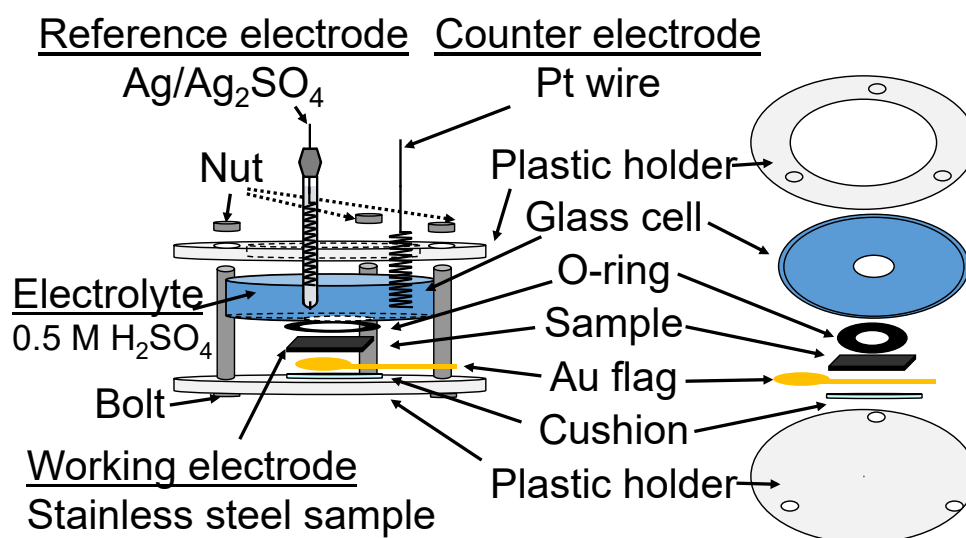 Reference electrode
Ag/Ag₂SO₄
Counter electrode
Pt wire
Nut
Plastic holder
Glass cell
O-ring
Electrolyte
0.5 M H₂SO₄
Sample
Au flag
Bolt
Cushion
Working electrode
Stainless steel sample
Plastic holder